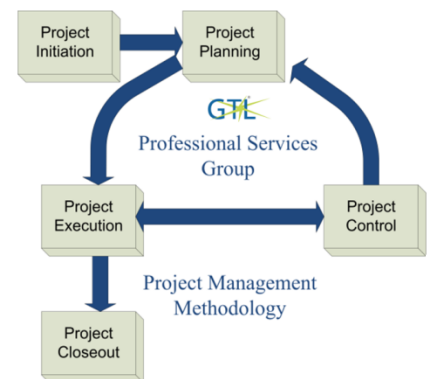 Project
Initiation
Project
Planning
GTL
Professional Services
Group
Project
Execution
Project
Control
Project Management
Methodology
Project
Closeout